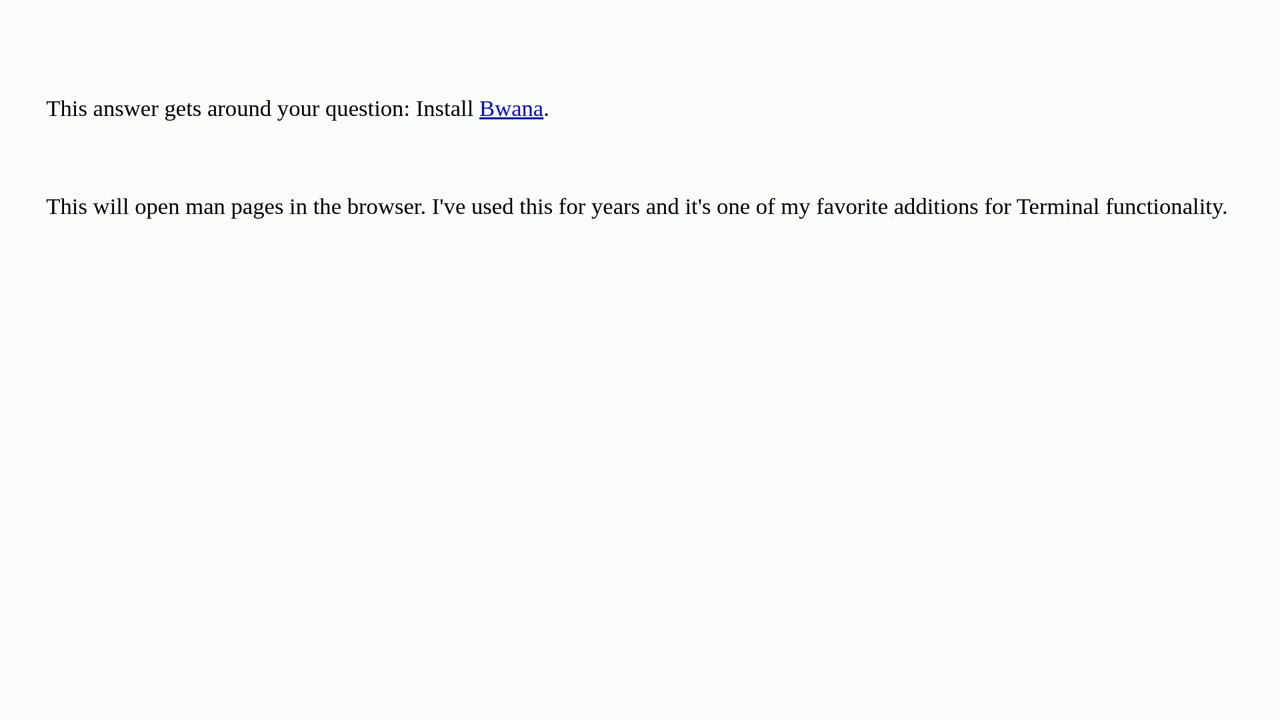 This answer gets around your question: Install Bwana.
This will open man pages in the browser. I've used this for years and it's one of my favorite additions for Terminal functionality.